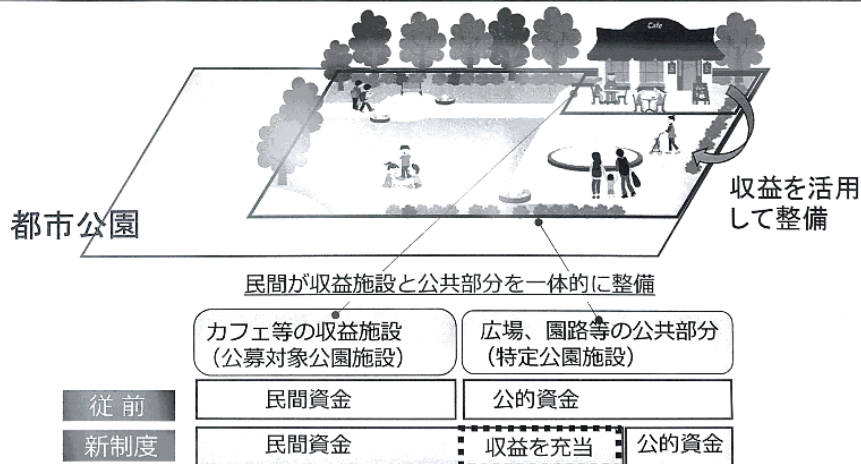 Cafe
収益を活用
して整備
都市公園
民間が収益施設と公共部分を一体的に整備
カフェ等の収益施設
(公募対象公園施設)
広場、園路等の公共部分
(特定公園施設)
従前
民間資金
公的資金
新制度
民間資金
収益を充当
公的資金